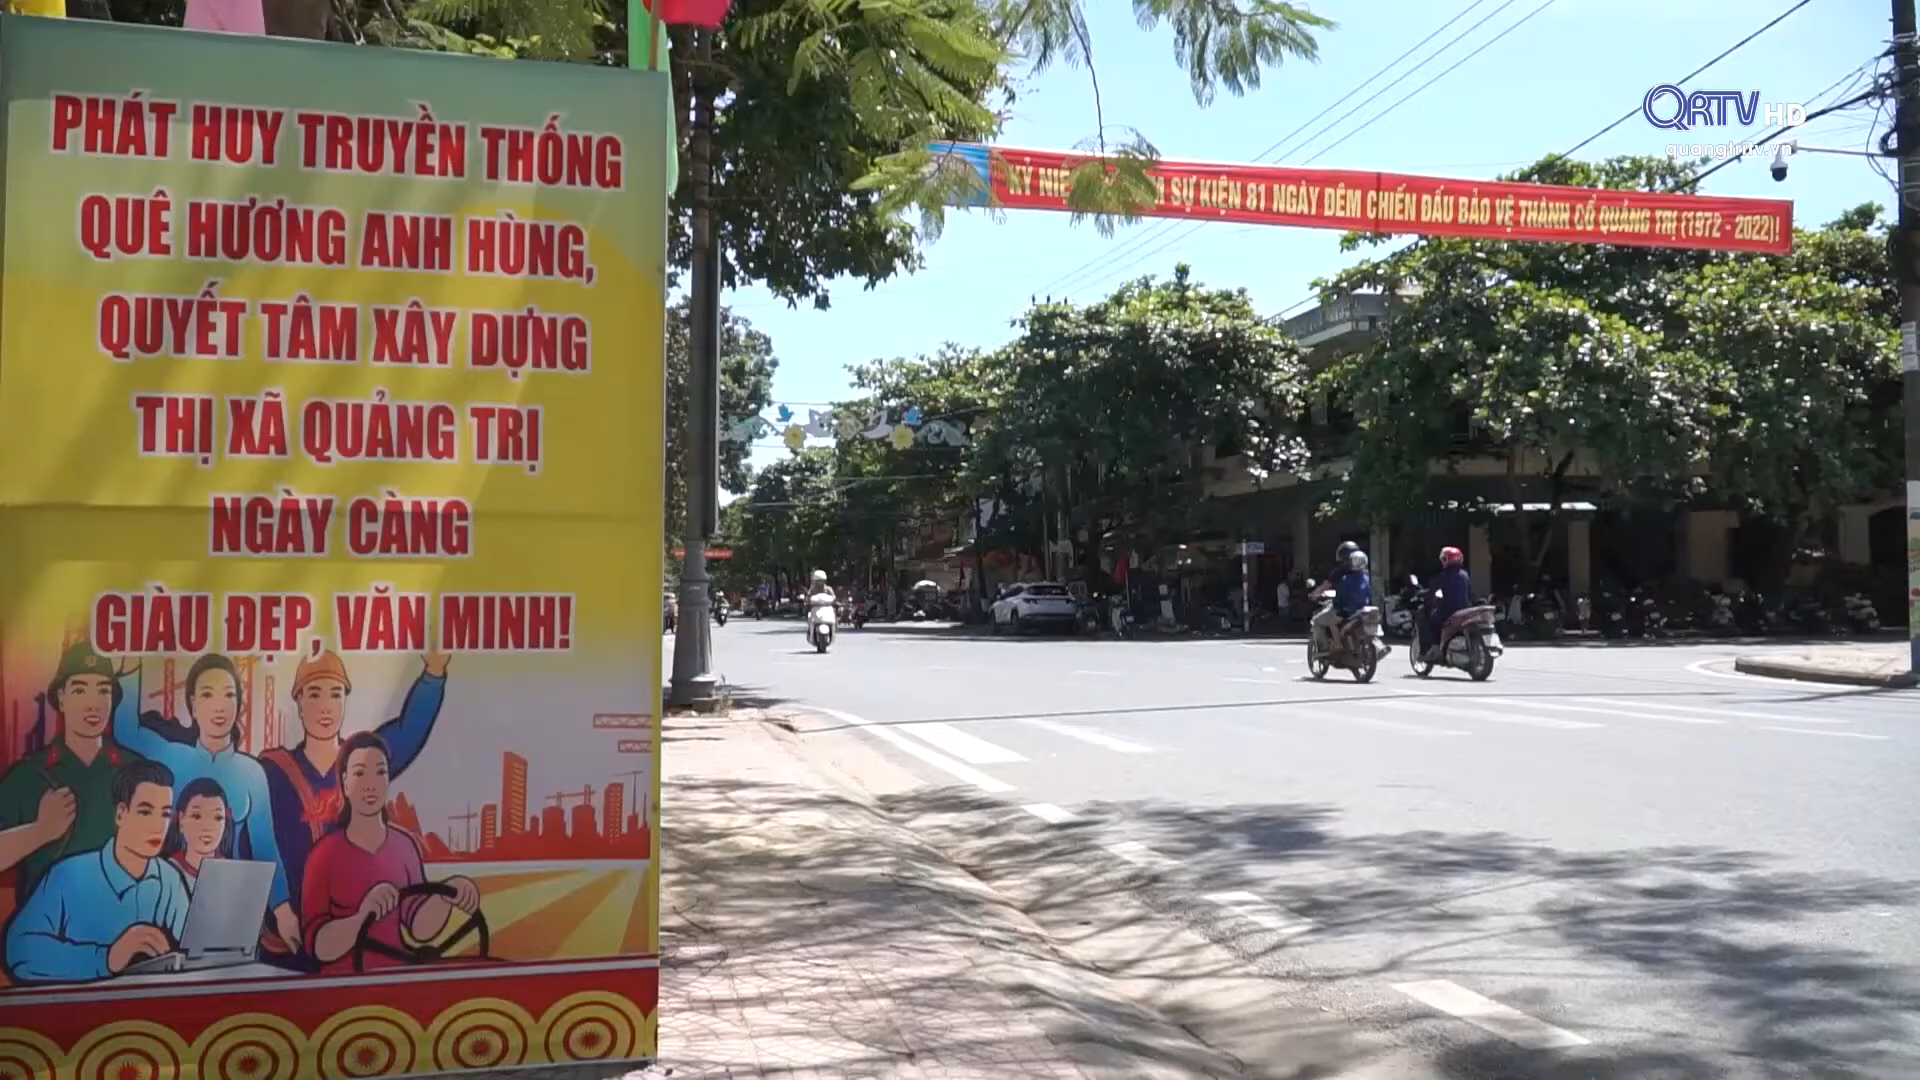 PHÁT HUY TRUYỀN THỐNG
QUÊ HƯƠNG ANH HÙNG,
QUYẾT TÂM XÂY DỰNG
THỊ XÃ QUẢNG TRỊ
NGÀY CÀNG
GIÀU ĐẸP, VĂN MINH!
KỶ SỰ KIỆN 81 NGÀY ĐÊM CHIẾN ĐẤU BẢO VỆ THÀNH CỔ QUẢNG TRỊ (1972 - 2022)!
QRTV HD
quangtritv.vn